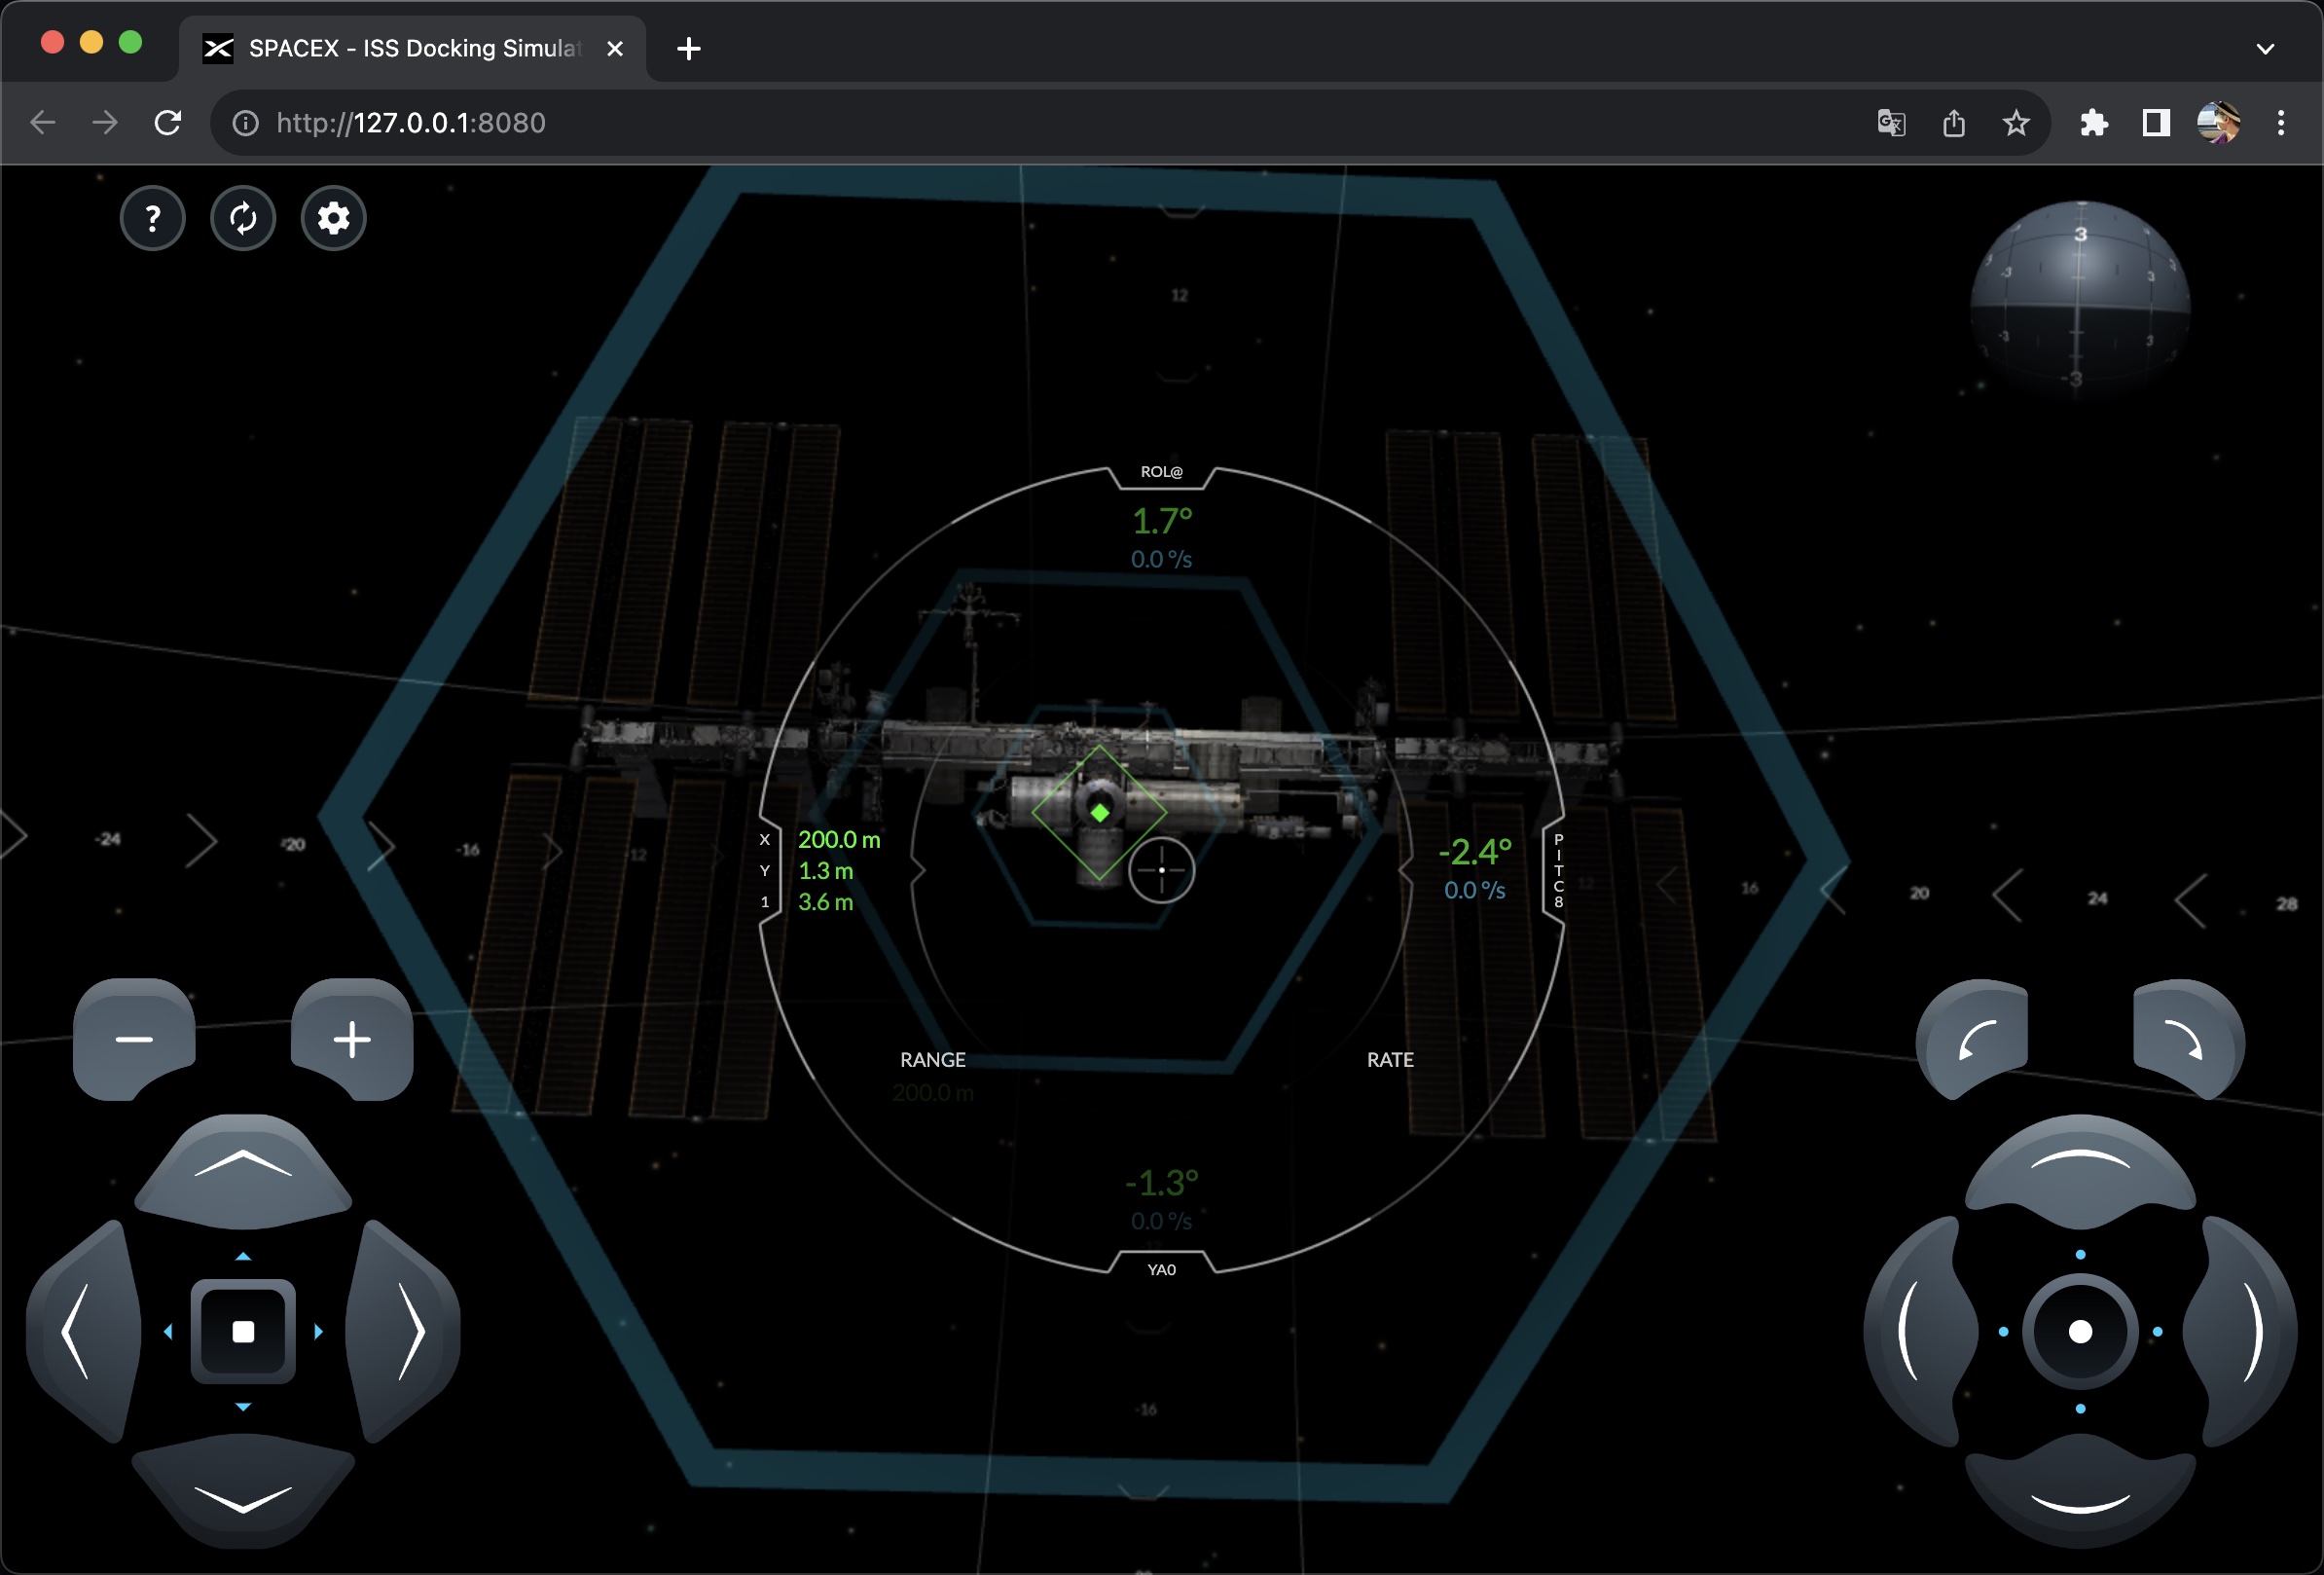 SPACEX - ISS Docking Simulat
http://127.0.0.1:8080
?
3
-3
3
-3
3
-3
12
ROL@
1.7°
0.0 °/s
-24
-20
-16
-12
X
200.0 m
Y
1.3 m
1
3.6 m
-2.4°
0.0 °/s
PITC8
12
16
20
24
28
RANGE
200.0 m
RATE
-1.3°
0.0 °/s
YA0
-16